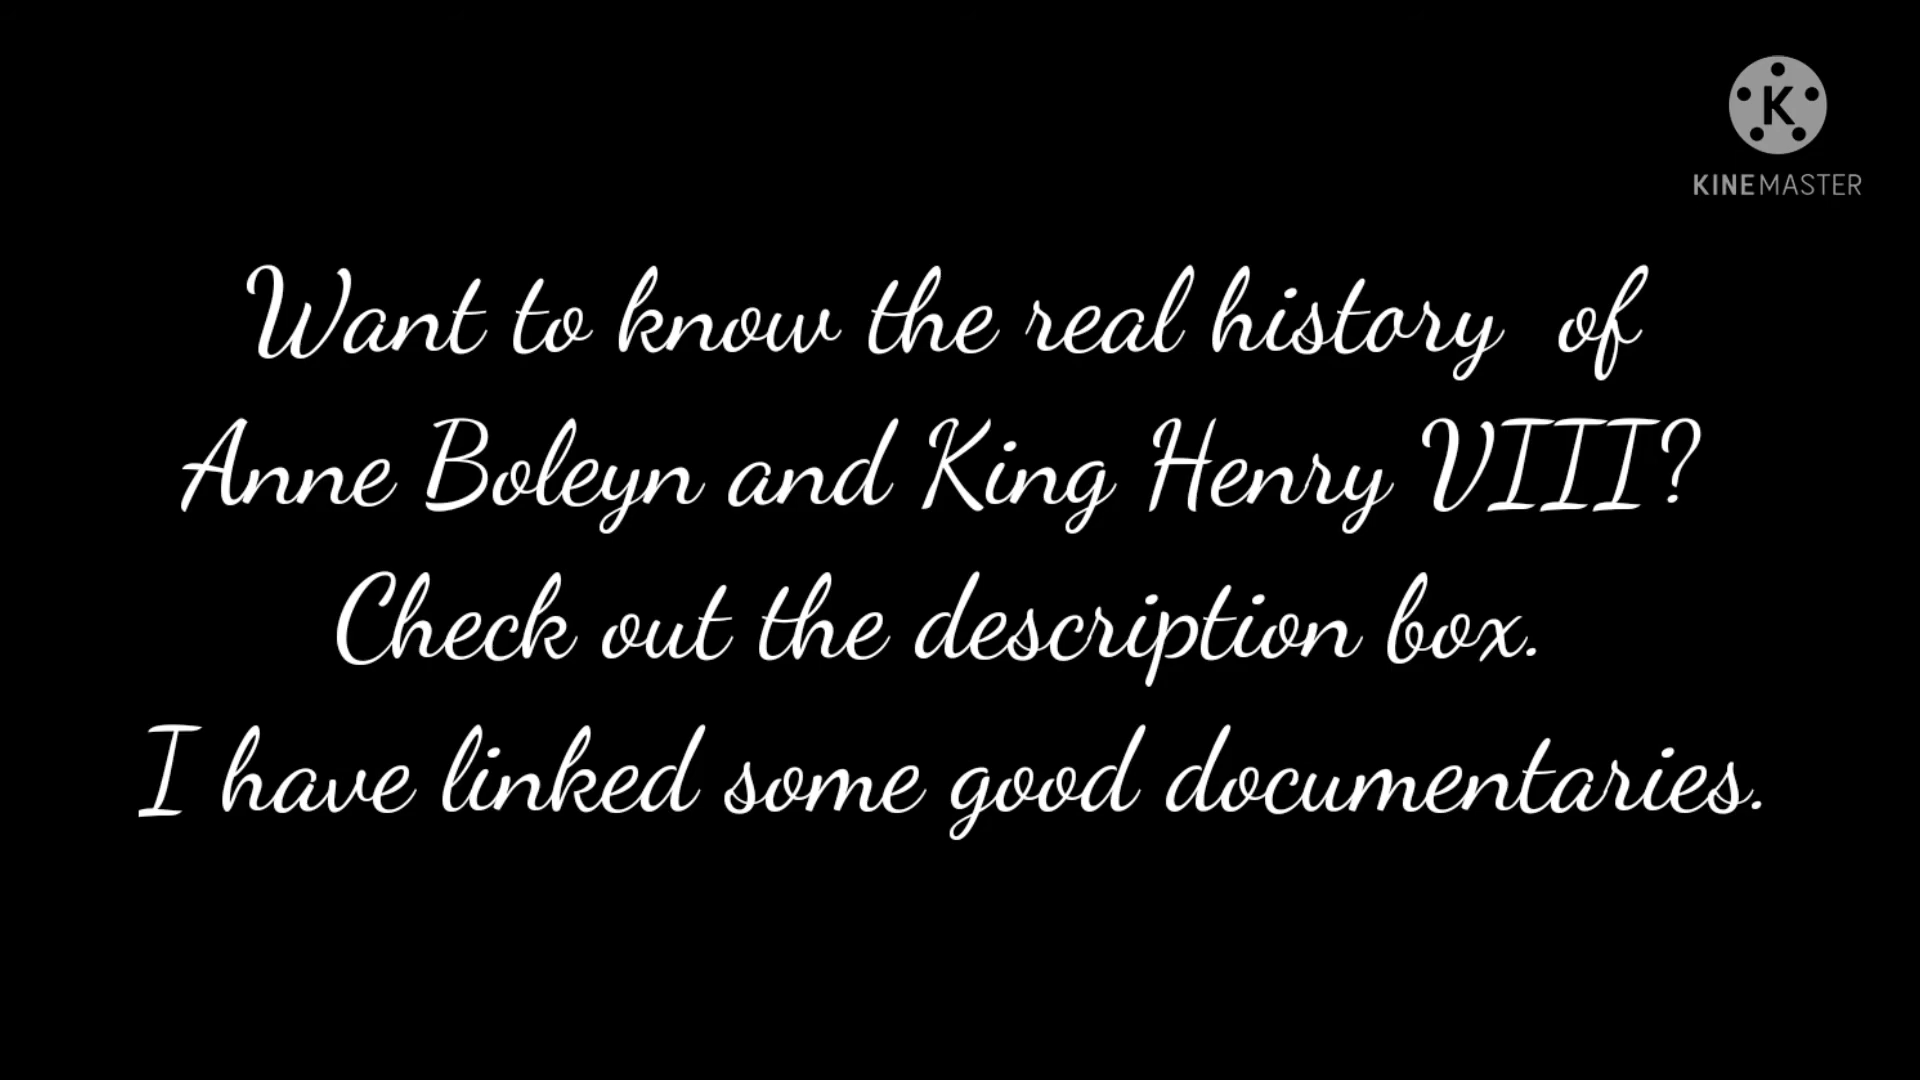 K
KINEMASTER
Want to know the real history of
Anne Boleyn and King Henry VIII?
Check out the description box.
I have linked some good documentaries.